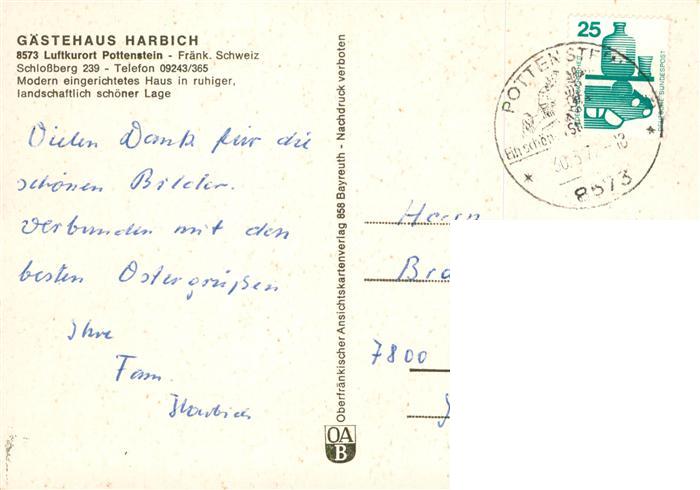 GÄSTEHAUS HARBICH
8573 Luftkurort Pottenstein - Fränk. Schweiz
Schloßberg 239 - Telefon 09243/365
Modern eingerichtetes Haus in ruhiger,
landschaftlich schöner Lage
Vielen Dank für die
schönen Bilder.
Verbunden mit den
besten Ostergrüßen
Ihre
Fam.
Harbich
Oberfränkischer Ansichtskartenverlag 858 Bayreuth - Nachdruck verboten
OA
B
25
DEUTSCHE BUNDESPOST
POTTENSTEIN
8573
Herrn
7800